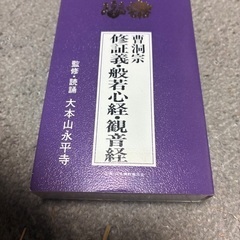 曹洞宗
修証義・般若心経・観音経
監修・読誦 大本山永平寺